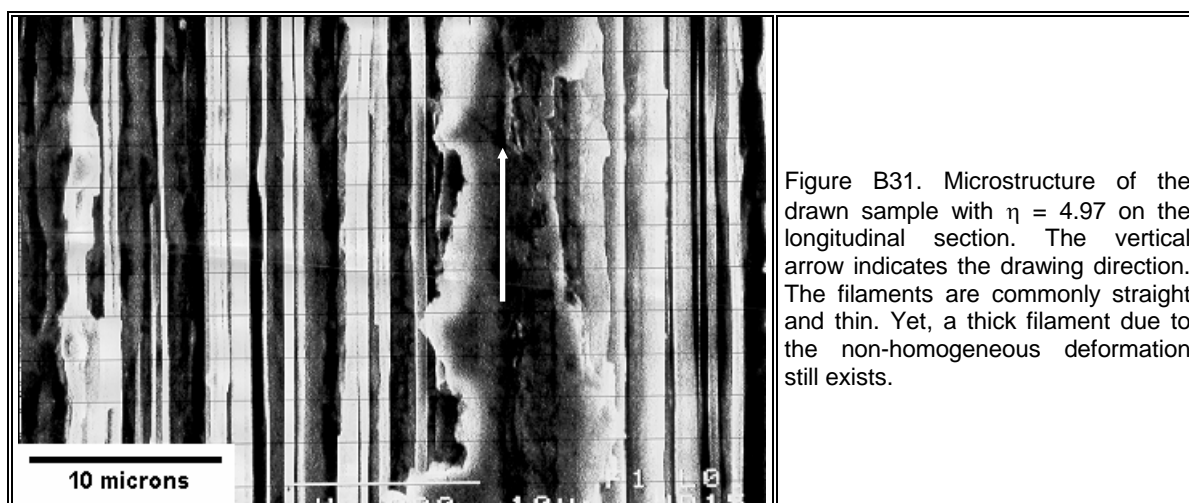 10 microns
Figure B31. Microstructure of the
drawn sample with η = 4.97 on the
longitudinal section. The vertical
arrow indicates the drawing direction.
The filaments are commonly straight
and thin. Yet, a thick filament due to
the non-homogeneous deformation
still exists.